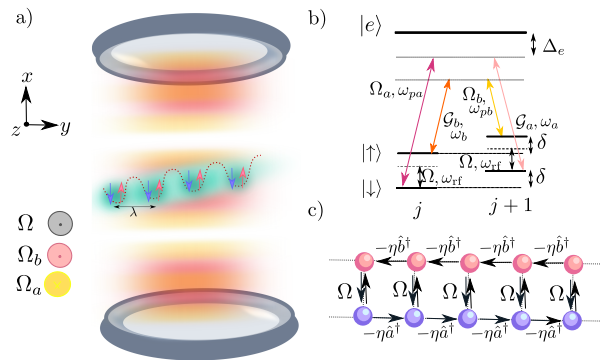 a)
x
z
y
λ
Ω
Ω_b
Ω_a
b)
|e⟩
Δ_e
Ω_a, ω_pa
Ω_b, ω_pb
𝒢_b, ω_b
𝒢_a, ω_a
|↑⟩
δ
Ω, ω_rf
Ω, ω_rf
δ
|↓⟩
j
j + 1
c)
−ηb̂† −ηb̂† −ηb̂† −ηb̂†
Ω Ω Ω Ω
−ηâ† −ηâ† −ηâ† −ηâ†